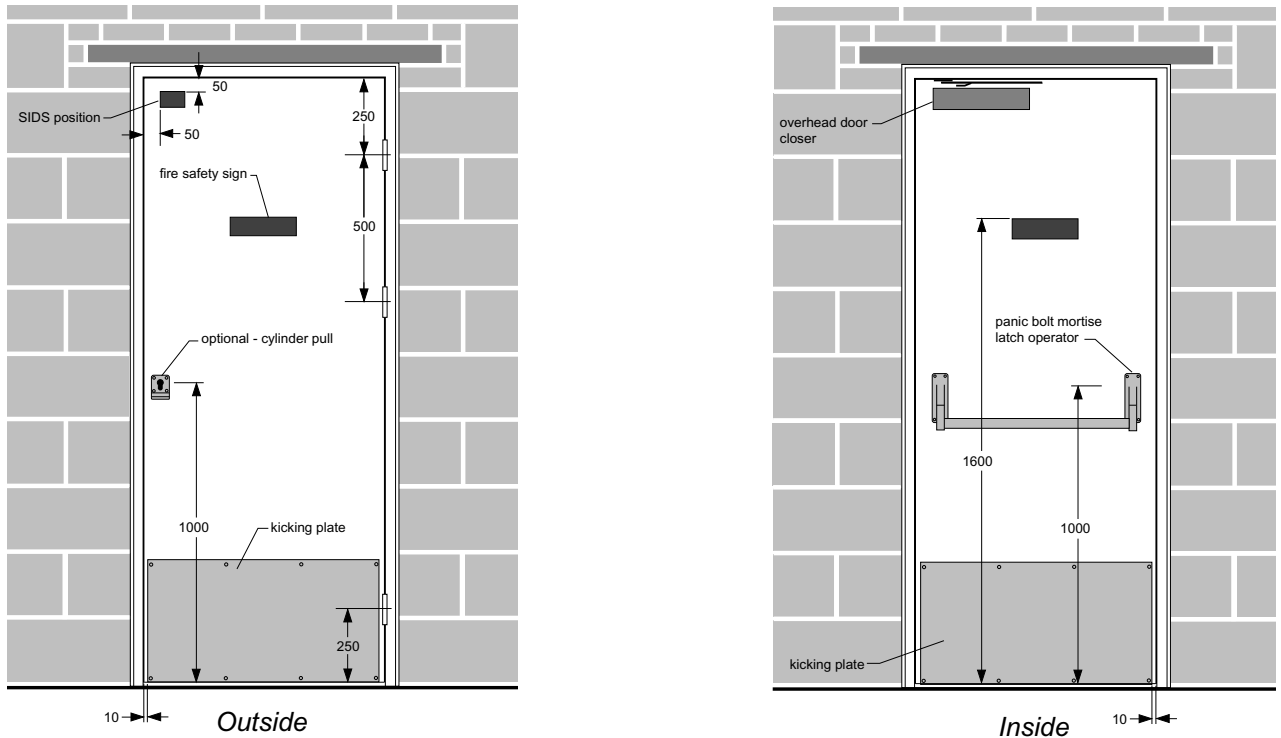 50
SIDS position
50
250
fire safety sign
500
optional - cylinder pull
1000
kicking plate
250
10
Outside
overhead door
closer
panic bolt mortise
latch operator
1600
1000
kicking plate
10
Inside